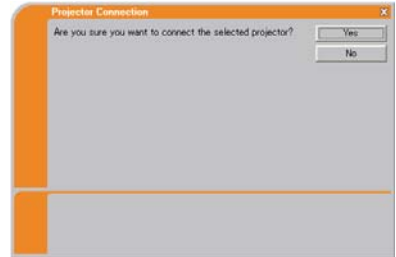 Projector Connection
X
Are you sure you want to connect the selected projector?
Yes
No